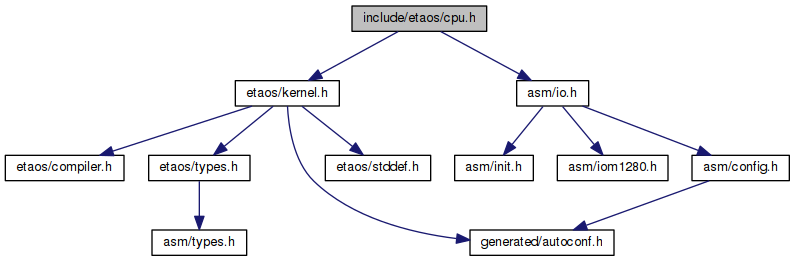 include/etaos/cpu.h
etaos/kernel.h
asm/io.h
etaos/compiler.h
etaos/types.h
etaos/stddef.h
asm/init.h
asm/iom1280.h
asm/config.h
asm/types.h
generated/autoconf.h